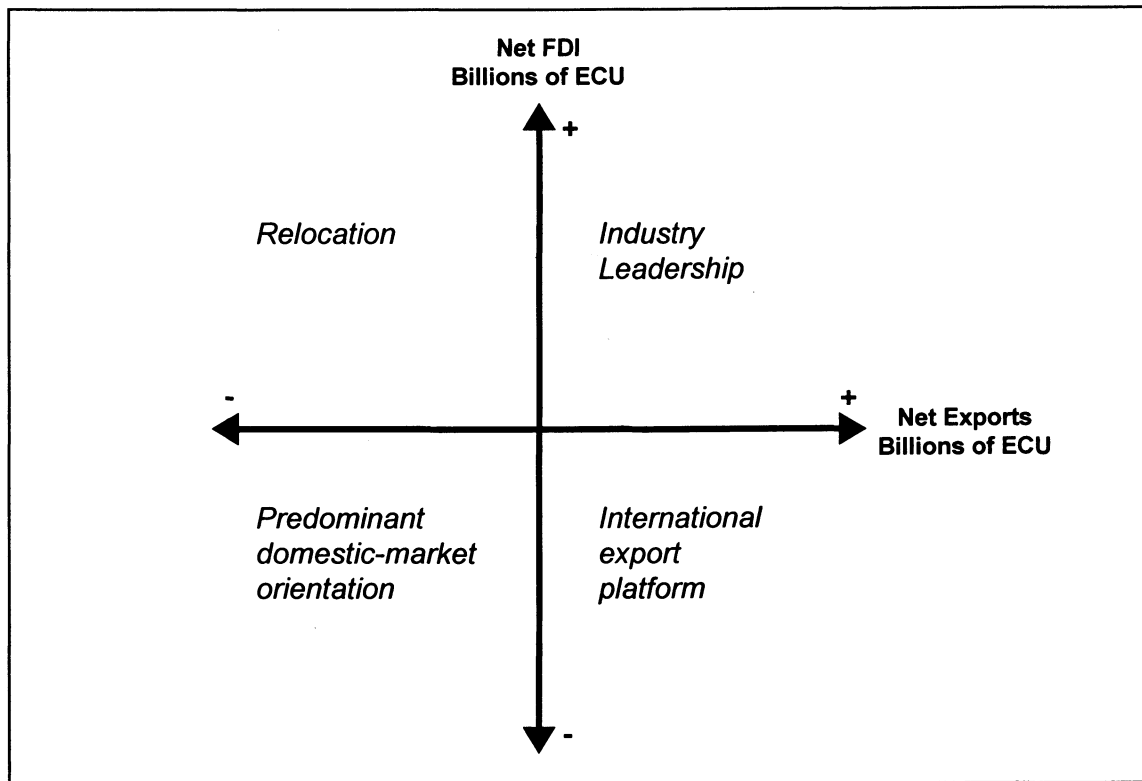 Net FDI
Billions of ECU
+
Relocation
Industry
Leadership
-
+
Net Exports
Billions of ECU
Predominant
domestic-market
orientation
International
export
platform
-